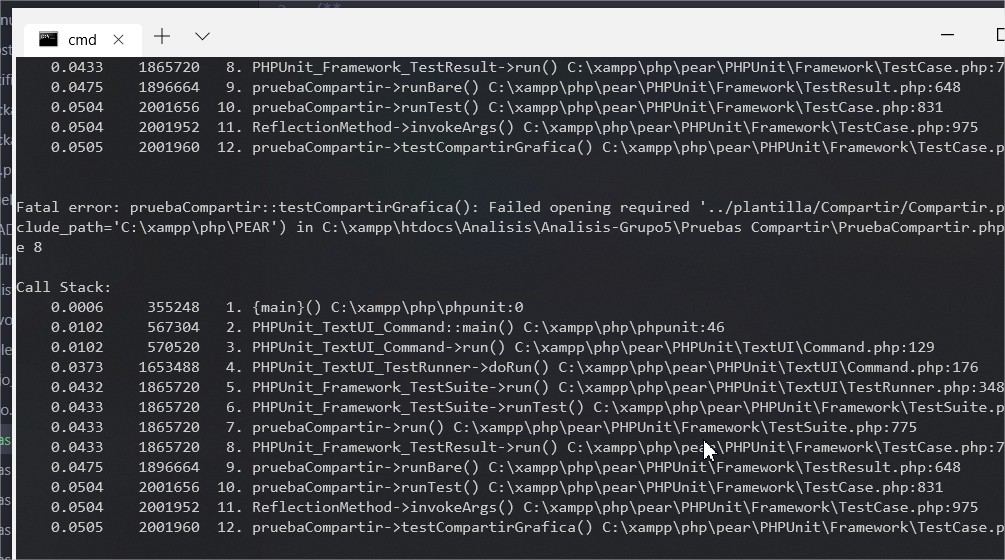 cmd
0.0433 1865720 8. PHPUnit_Framework_TestResult->run() C:\xampp\php\pear\PHPUnit\Framework\TestCase.php:7
0.0475 1896664 9. pruebaCompartir->runBare() C:\xampp\php\pear\PHPUnit\Framework\TestResult.php:648
0.0504 2001656 10. pruebaCompartir->runTest() C:\xampp\php\pear\PHPUnit\Framework\TestCase.php:831
0.0504 2001952 11. ReflectionMethod->invokeArgs() C:\xampp\php\pear\PHPUnit\Framework\TestCase.php:975
0.0505 2001960 12. pruebaCompartir->testCompartirGrafica() C:\xampp\php\pear\PHPUnit\Framework\TestCase.p
Fatal error: pruebaCompartir::testCompartirGrafica(): Failed opening required '../plantilla/Compartir/Compartir.p
clude_path='C:\xampp\php\PEAR') in C:\xampp\htdocs\Analisis\Analisis-Grupo5\Pruebas Compartir\PruebaCompartir.php
e 8
Call Stack:
0.0006 355248 1. {main}() C:\xampp\php\phpunit:0
0.0102 567304 2. PHPUnit_TextUI_Command::main() C:\xampp\php\phpunit:46
0.0102 570520 3. PHPUnit_TextUI_Command->run() C:\xampp\php\pear\PHPUnit\TextUI\Command.php:129
0.0373 1653488 4. PHPUnit_TextUI_TestRunner->doRun() C:\xampp\php\pear\PHPUnit\TextUI\Command.php:176
0.0432 1865720 5. PHPUnit_Framework_TestSuite->run() C:\xampp\php\pear\PHPUnit\TextUI\TestRunner.php:348
0.0433 1865720 6. PHPUnit_Framework_TestSuite->runTest() C:\xampp\php\pear\PHPUnit\Framework\TestSuite.p
0.0433 1865720 7. pruebaCompartir->run() C:\xampp\php\pear\PHPUnit\Framework\TestSuite.php:775
0.0433 1865720 8. PHPUnit_Framework_TestResult->run() C:\xampp\php\pear\PHPUnit\Framework\TestCase.php:7
0.0475 1896664 9. pruebaCompartir->runBare() C:\xampp\php\pear\PHPUnit\Framework\TestResult.php:648
0.0504 2001656 10. pruebaCompartir->runTest() C:\xampp\php\pear\PHPUnit\Framework\TestCase.php:831
0.0504 2001952 11. ReflectionMethod->invokeArgs() C:\xampp\php\pear\PHPUnit\Framework\TestCase.php:975
0.0505 2001960 12. pruebaCompartir->testCompartirGrafica() C:\xampp\php\pear\PHPUnit\Framework\TestCase.p